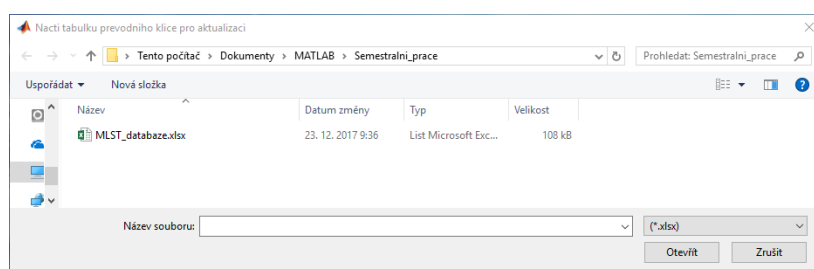 Nacti tabulku prevodního klice pro aktualizaci
Tento počítač > Dokumenty > MATLAB > Semestralni_prace
Prohledat: Semestralni_prace
Uspořádat Nová složka
Název Datum změny Typ Velikost
MLST_databaze.xlsx 23. 12. 2017 9:36 List Microsoft Exc... 108 kB
Název souboru: (*.xlsx)
Otevřít Zrušit